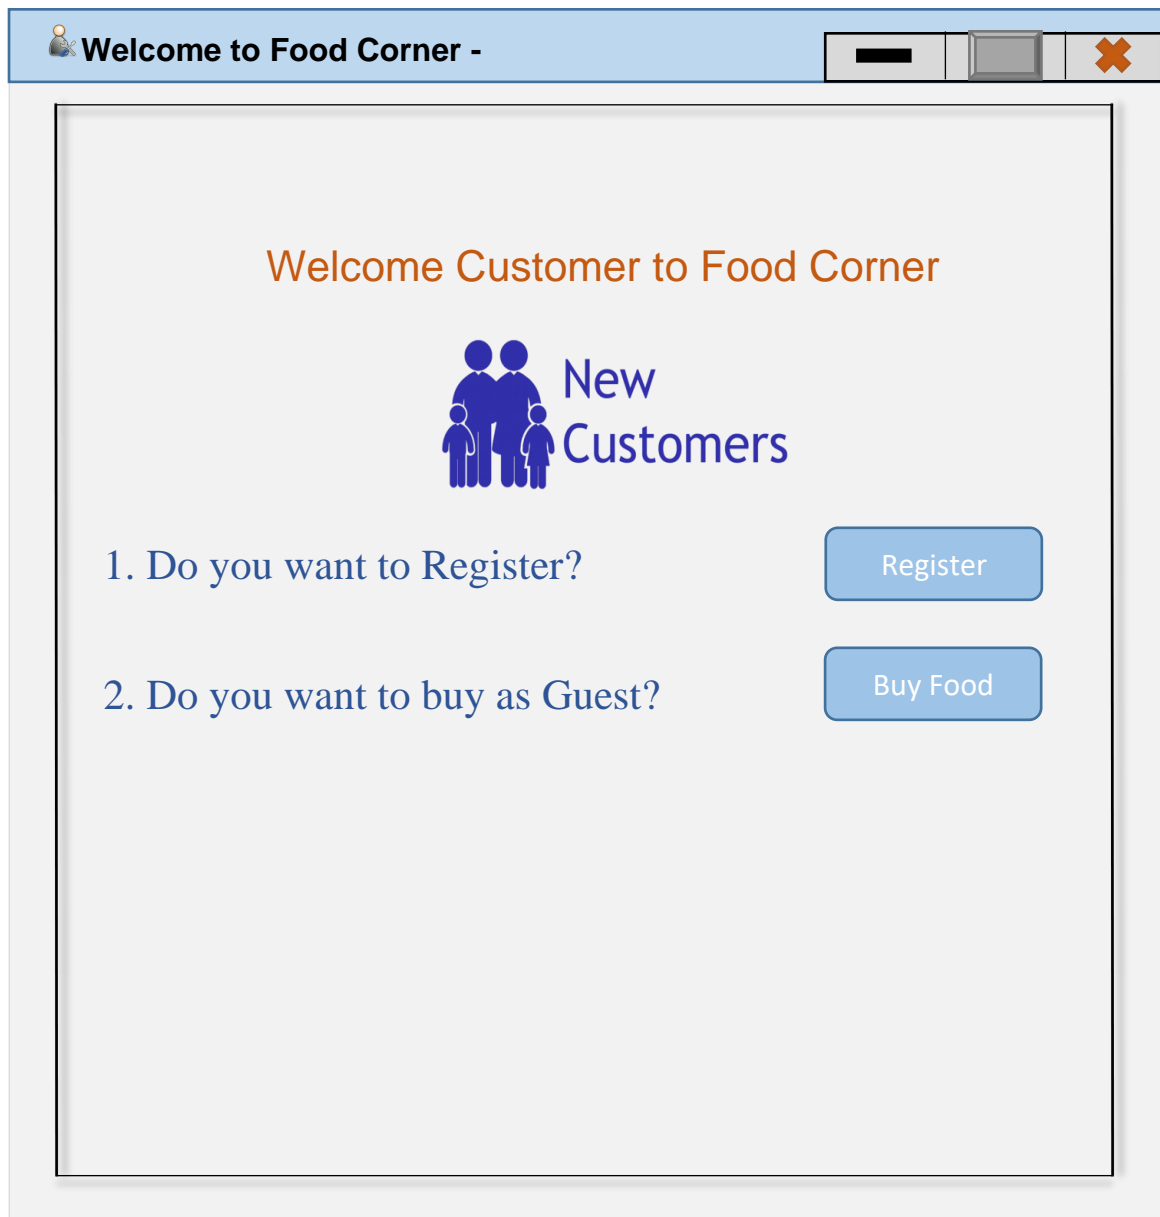 Welcome to Food Corner -
Welcome Customer to Food Corner
New
Customers
1. Do you want to Register?
Register
2. Do you want to buy as Guest?
Buy Food